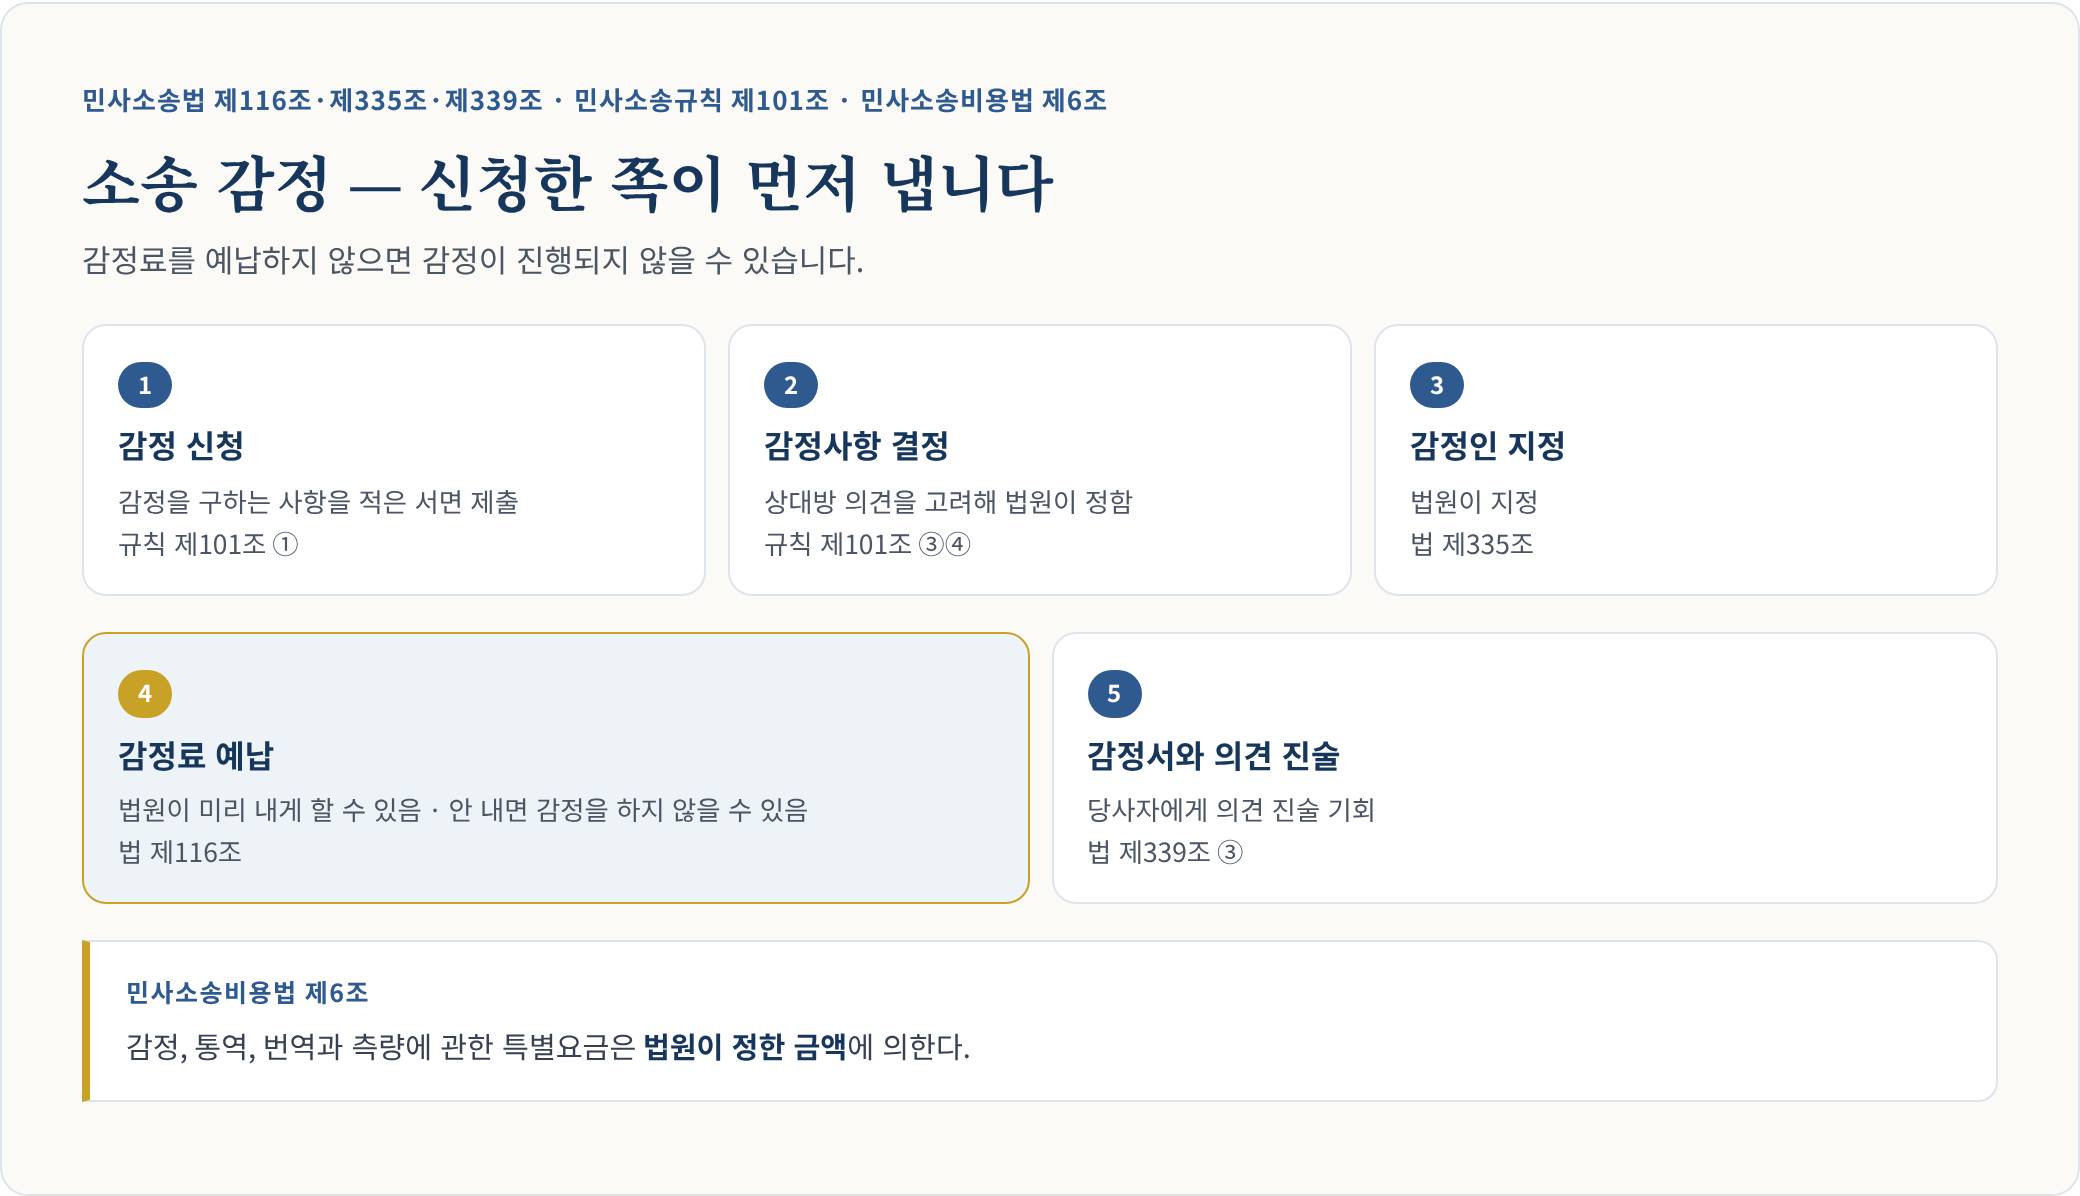 민사소송법 제116조·제335조·제339조 · 민사소송규칙 제101조 · 민사소송비용법 제6조
소송 감정 — 신청한 쪽이 먼저 냅니다
감정료를 예납하지 않으면 감정이 진행되지 않을 수 있습니다.
1
감정 신청
감정을 구하는 사항을 적은 서면 제출
규칙 제101조 ①
2
감정사항 결정
상대방 의견을 고려해 법원이 정함
규칙 제101조 ③④
3
감정인 지정
법원이 지정
법 제335조
4
감정료 예납
법원이 미리 내게 할 수 있음 · 안 내면 감정을 하지 않을 수 있음
법 제116조
5
감정서와 의견 진술
당사자에게 의견 진술 기회
법 제339조 ③
민사소송비용법 제6조
감정, 통역, 번역과 측량에 관한 특별요금은 법원이 정한 금액에 의한다.